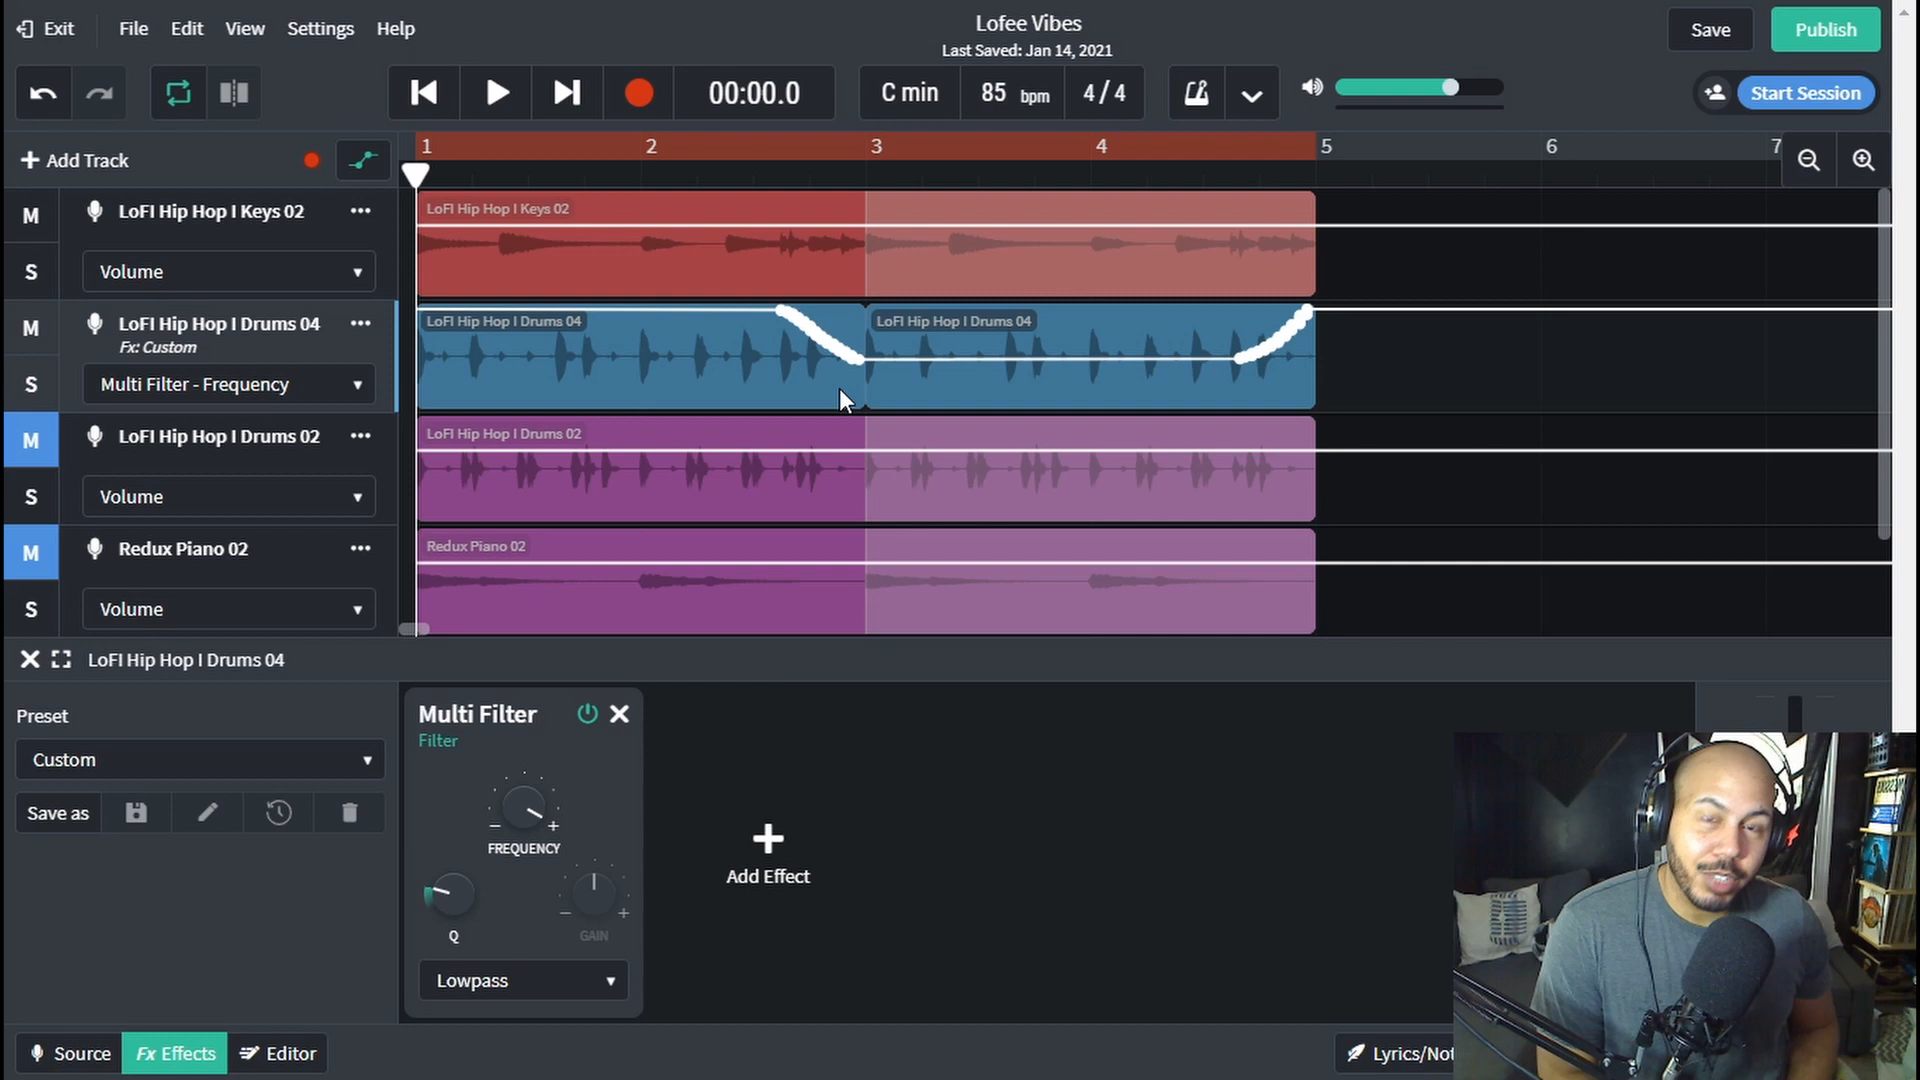 Exit
File
Edit
View
Settings
Help
Lofee Vibes
Last Saved: Jan 14, 2021
Save
Publish
00:00.0
C min
85 bpm
4 / 4
Start Session
Add Track
1
2
3
4
5
6
7
M
LoFI Hip Hop I Keys 02
S
Volume
LoFI Hip Hop I Keys 02
M
LoFI Hip Hop I Drums 04
Fx: Custom
S
Multi Filter - Frequency
LoFI Hip Hop I Drums 04
LoFI Hip Hop I Drums 04
M
LoFI Hip Hop I Drums 02
S
Volume
LoFI Hip Hop I Drums 02
M
Redux Piano 02
S
Volume
Redux Piano 02
LoFI Hip Hop I Drums 04
Preset
Custom
Save as
Multi Filter
Filter
FREQUENCY
Q
GAIN
Lowpass
Add Effect
Source
Fx Effects
Editor
Lyrics/Not